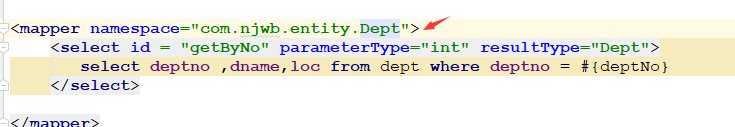 <mapper namespace="com.njwb.entity.Dept">
<select id = "getByNo" parameterType="int" resultType="Dept">
select deptno ,dname,loc from dept where deptno = #{deptNo}
</select>
</mapper>